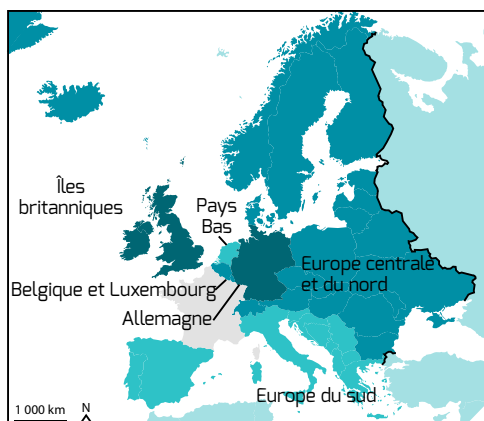 Îles
britanniques
Pays
Bas
Europe centrale
et du nord
Belgique et Luxembourg
Allemagne
Europe du sud
1 000 km
N